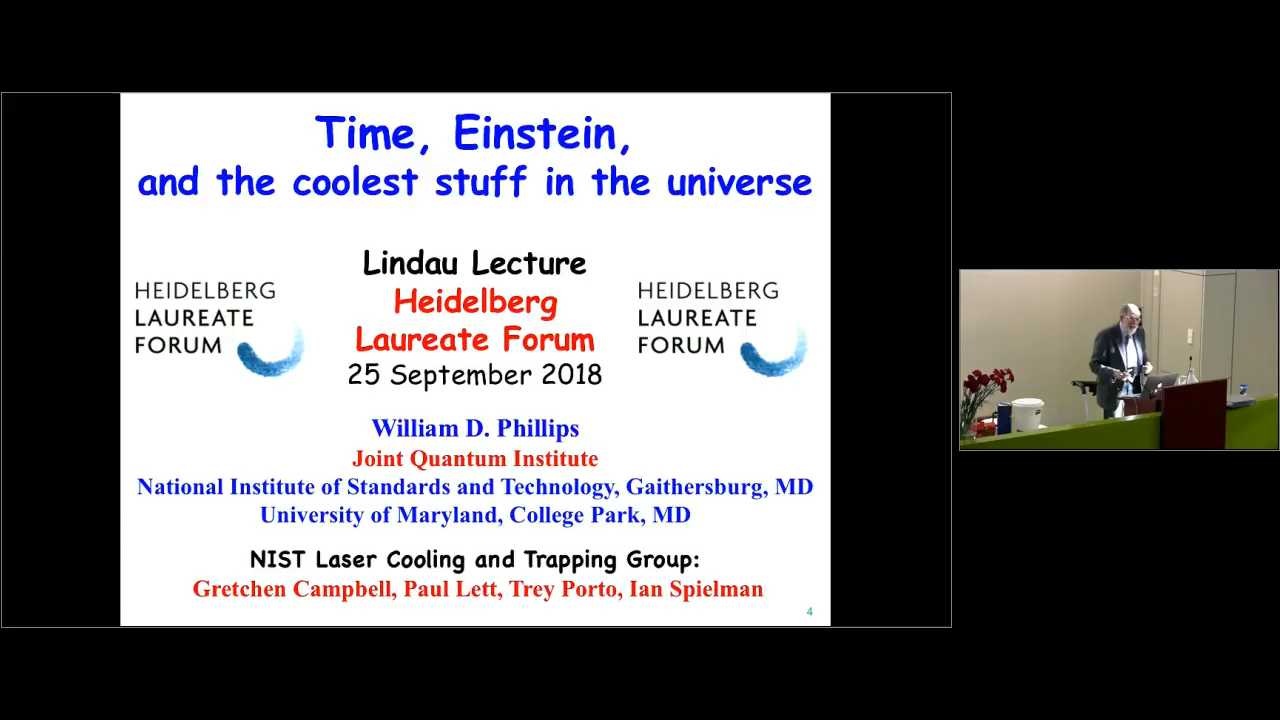 Time, Einstein,
and the coolest stuff in the universe
Lindau Lecture
Heidelberg
Laureate Forum
25 September 2018
HEIDELBERG
LAUREATE
FORUM
HEIDELBERG
LAUREATE
FORUM
William D. Phillips
Joint Quantum Institute
National Institute of Standards and Technology, Gaithersburg, MD
University of Maryland, College Park, MD
NIST Laser Cooling and Trapping Group:
Gretchen Campbell, Paul Lett, Trey Porto, Ian Spielman
4